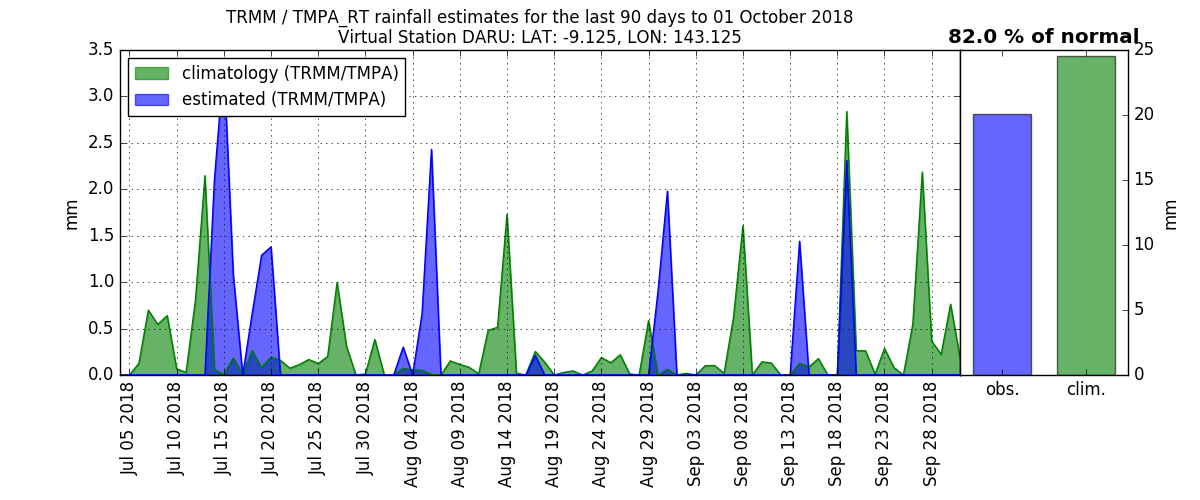 TRMM / TMPA_RT rainfall estimates for the last 90 days to 01 October 2018
Virtual Station DARU: LAT: -9.125, LON: 143.125
82.0 % of normal
climatology (TRMM/TMPA)
estimated (TRMM/TMPA)
3.5
3.0
2.5
2.0
1.5
1.0
0.5
0.0
mm
Jul 05 2018
Jul 10 2018
Jul 15 2018
Jul 20 2018
Jul 25 2018
Jul 30 2018
Aug 04 2018
Aug 09 2018
Aug 14 2018
Aug 19 2018
Aug 24 2018
Aug 29 2018
Sep 03 2018
Sep 08 2018
Sep 13 2018
Sep 18 2018
Sep 23 2018
Sep 28 2018
obs.
clim.
25
20
15
10
5
0
mm